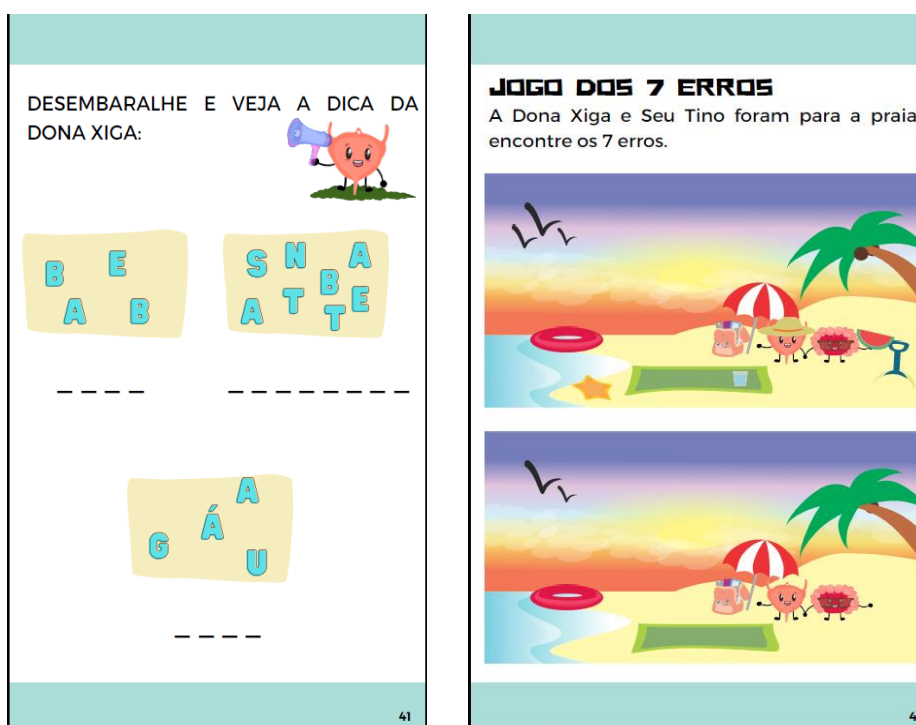 DESEMBARALHE E VEJA A DICA DA
DONA XIGA:
B E A B
S N A B A T T E
_ _ _ _
_ _ _ _ _ _ _ _
A Á G U
_ _ _ _
41
JOGO DOS 7 ERROS
A Dona Xiga e Seu Tino foram para a praia
encontre os 7 erros.
4